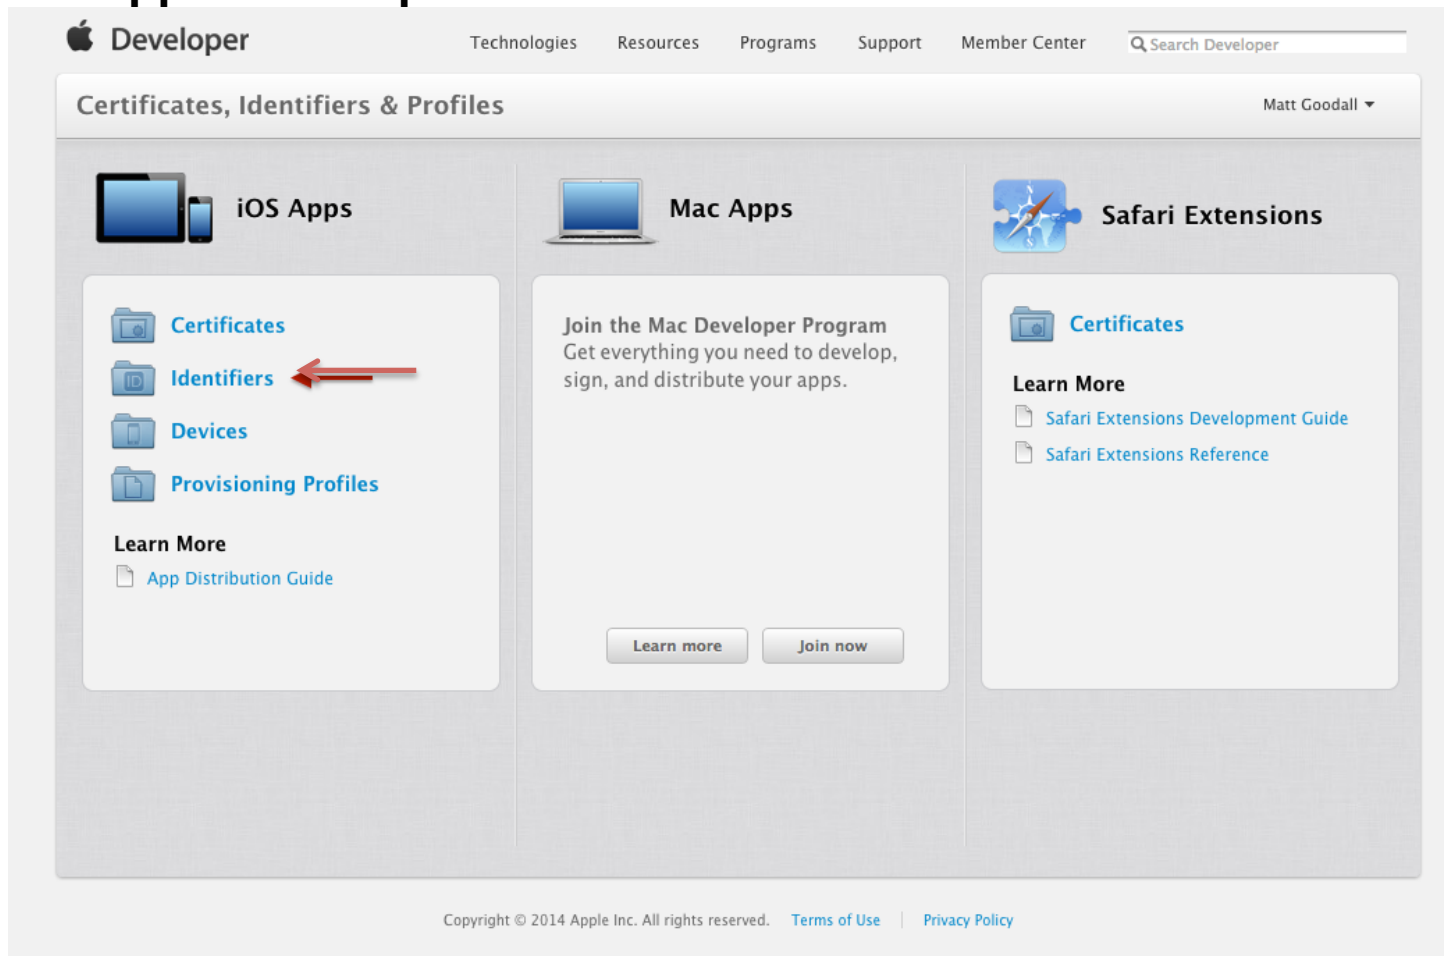 Developer
Technologies Resources Programs Support Member Center Search Developer
Certificates, Identifiers & Profiles
Matt Goodall
iOS Apps
Certificates
ID Identifiers
Devices
Provisioning Profiles
Learn More
App Distribution Guide
Mac Apps
Join the Mac Developer Program
Get everything you need to develop,
sign, and distribute your apps.
Learn more Join now
Safari Extensions
Certificates
Learn More
Safari Extensions Development Guide
Safari Extensions Reference
Copyright © 2014 Apple Inc. All rights reserved. Terms of Use Privacy Policy